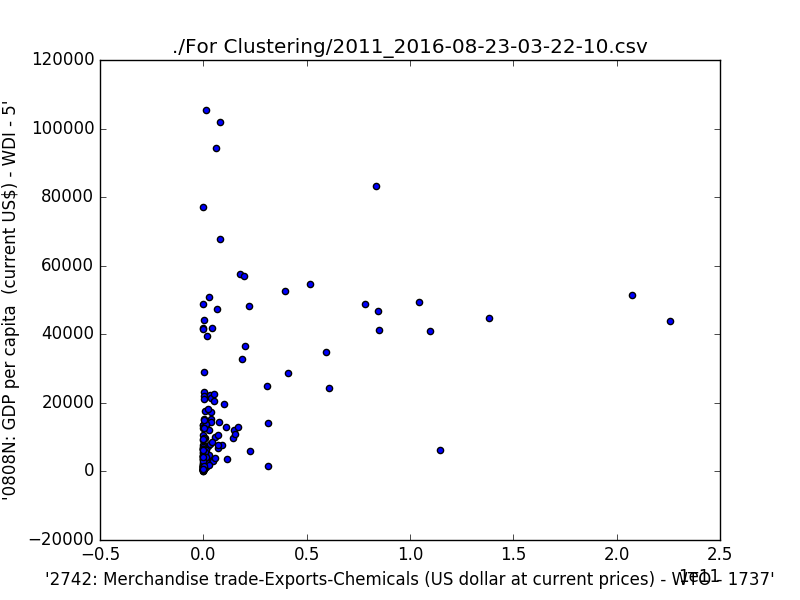 ./For Clustering/2011_2016-08-23-03-22-10.csv
120000
100000
80000
60000
40000
20000
0
−20000
'0808N: GDP per capita  (current US$) - WDI - 5'
−0.5 0.0 0.5 1.0 1.5 2.0 2.5
1e11
'2742: Merchandise trade-Exports-Chemicals (US dollar at current prices) - WTO - 1737'